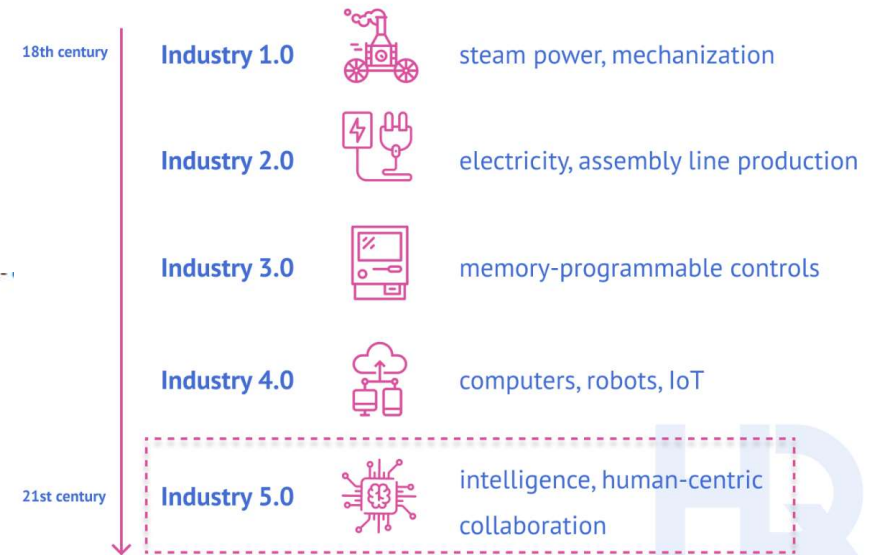 18th century
Industry 1.0
steam power, mechanization
Industry 2.0
electricity, assembly line production
Industry 3.0
memory-programmable controls
Industry 4.0
computers, robots, IoT
21st century
Industry 5.0
intelligence, human-centric
collaboration